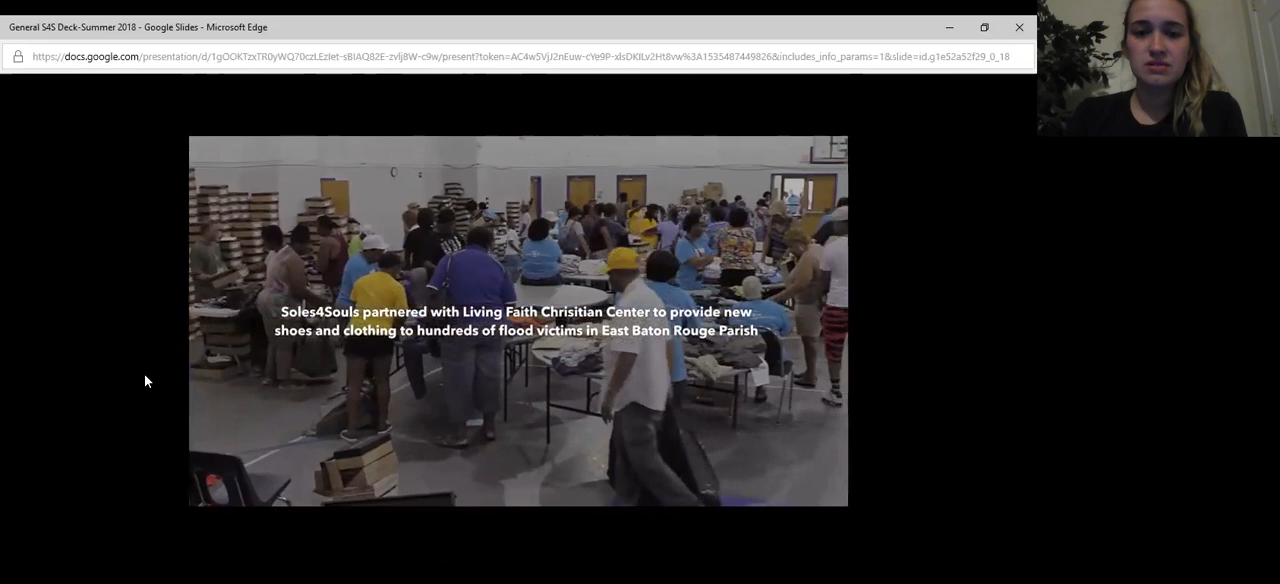 General S4S Deck-Summer 2018 - Google Slides - Microsoft Edge
https://docs.google.com/presentation/d/1gOOKTzxTR0yWQ70czLEzIet-sBIAQ82E-zvlj8W-c9w/present?token=AC4w5VjJ2nEuw-cYe9P-xlsDKILv2Ht8vw%3A1535487449826&includes_info_params=1&slide=id.g1e52a52f29_0_18
Soles4Souls partnered with Living Faith Chrisitian Center to provide new
shoes and clothing to hundreds of flood victims in East Baton Rouge Parish